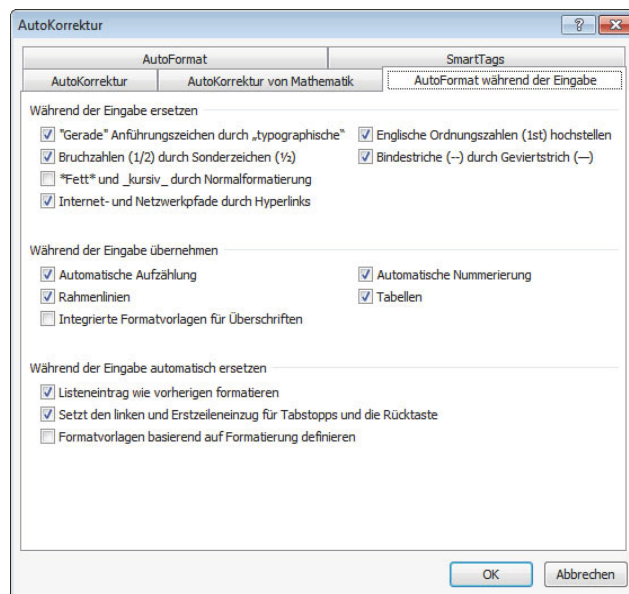 AutoKorrektur
AutoFormat
SmartTags
AutoKorrektur
AutoKorrektur von Mathematik
AutoFormat während der Eingabe
Während der Eingabe ersetzen
"Gerade" Anführungszeichen durch „typographische“
Englische Ordnungszahlen (1st) hochstellen
Bruchzahlen (1/2) durch Sonderzeichen (½)
Bindestriche (--) durch Geviertstrich (—)
*Fett* und _kursiv_ durch Normalformatierung
Internet- und Netzwerkpfade durch Hyperlinks
Während der Eingabe übernehmen
Automatische Aufzählung
Automatische Nummerierung
Rahmenlinien
Tabellen
Integrierte Formatvorlagen für Überschriften
Während der Eingabe automatisch ersetzen
Listeneintrag wie vorherigen formatieren
Setzt den linken und Erstzeileneinzug für Tabstopps und die Rücktaste
Formatvorlagen basierend auf Formatierung definieren
OK
Abbrechen